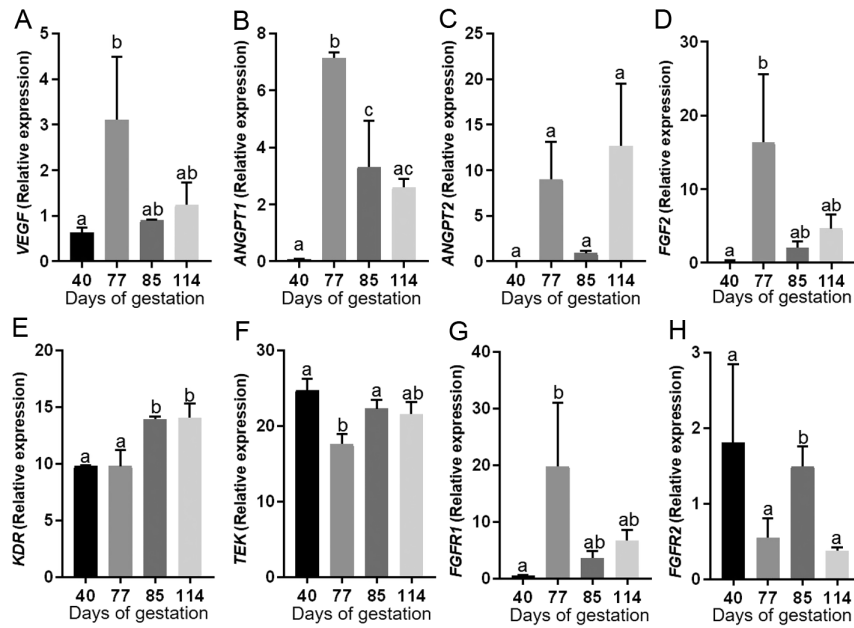 A
VEGF (Relative expression)
5
4
3
2
1
0
a
b
ab
ab
40 77 85 114
Days of gestation
B
ANGPT1 (Relative expression)
8
6
4
2
0
a
b
c
ac
40 77 85 114
Days of gestation
C
ANGPT2 (Relative expression)
25
20
15
10
5
0
a
a
a
a
40 77 85 114
Days of gestation
D
FGF2 (Relative expression)
30
20
10
0
a
b
ab
ab
40 77 85 114
Days of gestation
E
KDR (Relative expression)
20
15
10
5
0
a
a
b
b
40 77 85 114
Days of gestation
F
TEK (Relative expression)
30
20
10
0
a
b
a
ab
40 77 85 114
Days of gestation
G
FGFR1 (Relative expression)
40
30
20
10
0
a
b
ab
ab
40 77 85 114
Days of gestation
H
FGFR2 (Relative expression)
3
2
1
0
a
a
b
a
40 77 85 114
Days of gestation